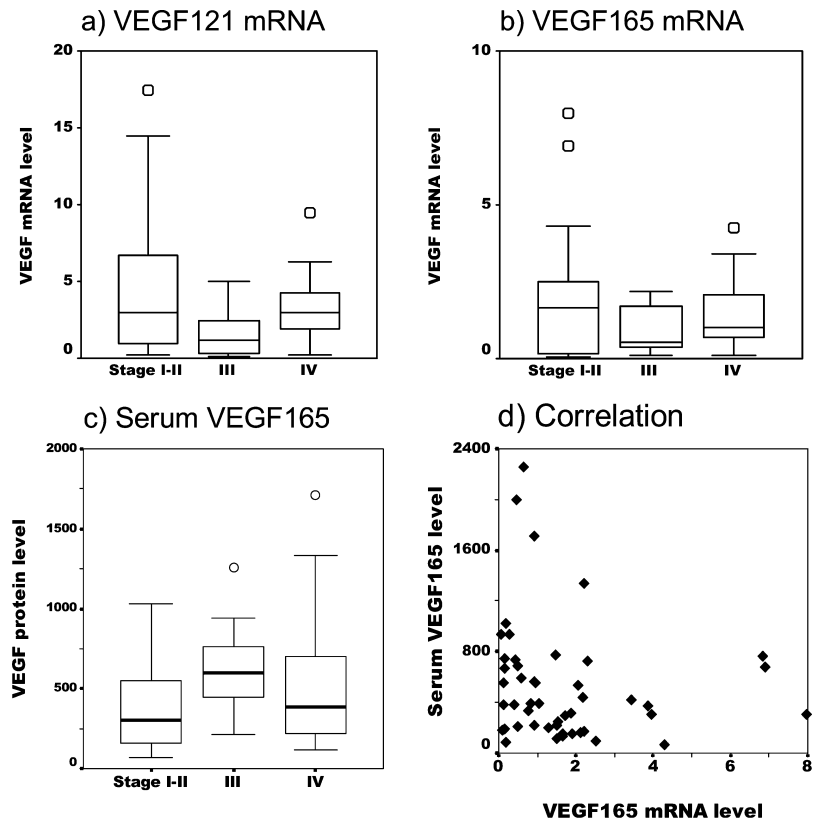 a) VEGF121 mRNA
VEGF mRNA level
20
15
10
5
0
Stage I-II III IV
b) VEGF165 mRNA
VEGF mRNA level
10
5
0
Stage I-II III IV
c) Serum VEGF165
VEGF protein level
2000
1500
1000
500
0
Stage I-II III IV
d) Correlation
Serum VEGF165 level
2400
1600
800
0
0 2 4 6 8
VEGF165 mRNA level